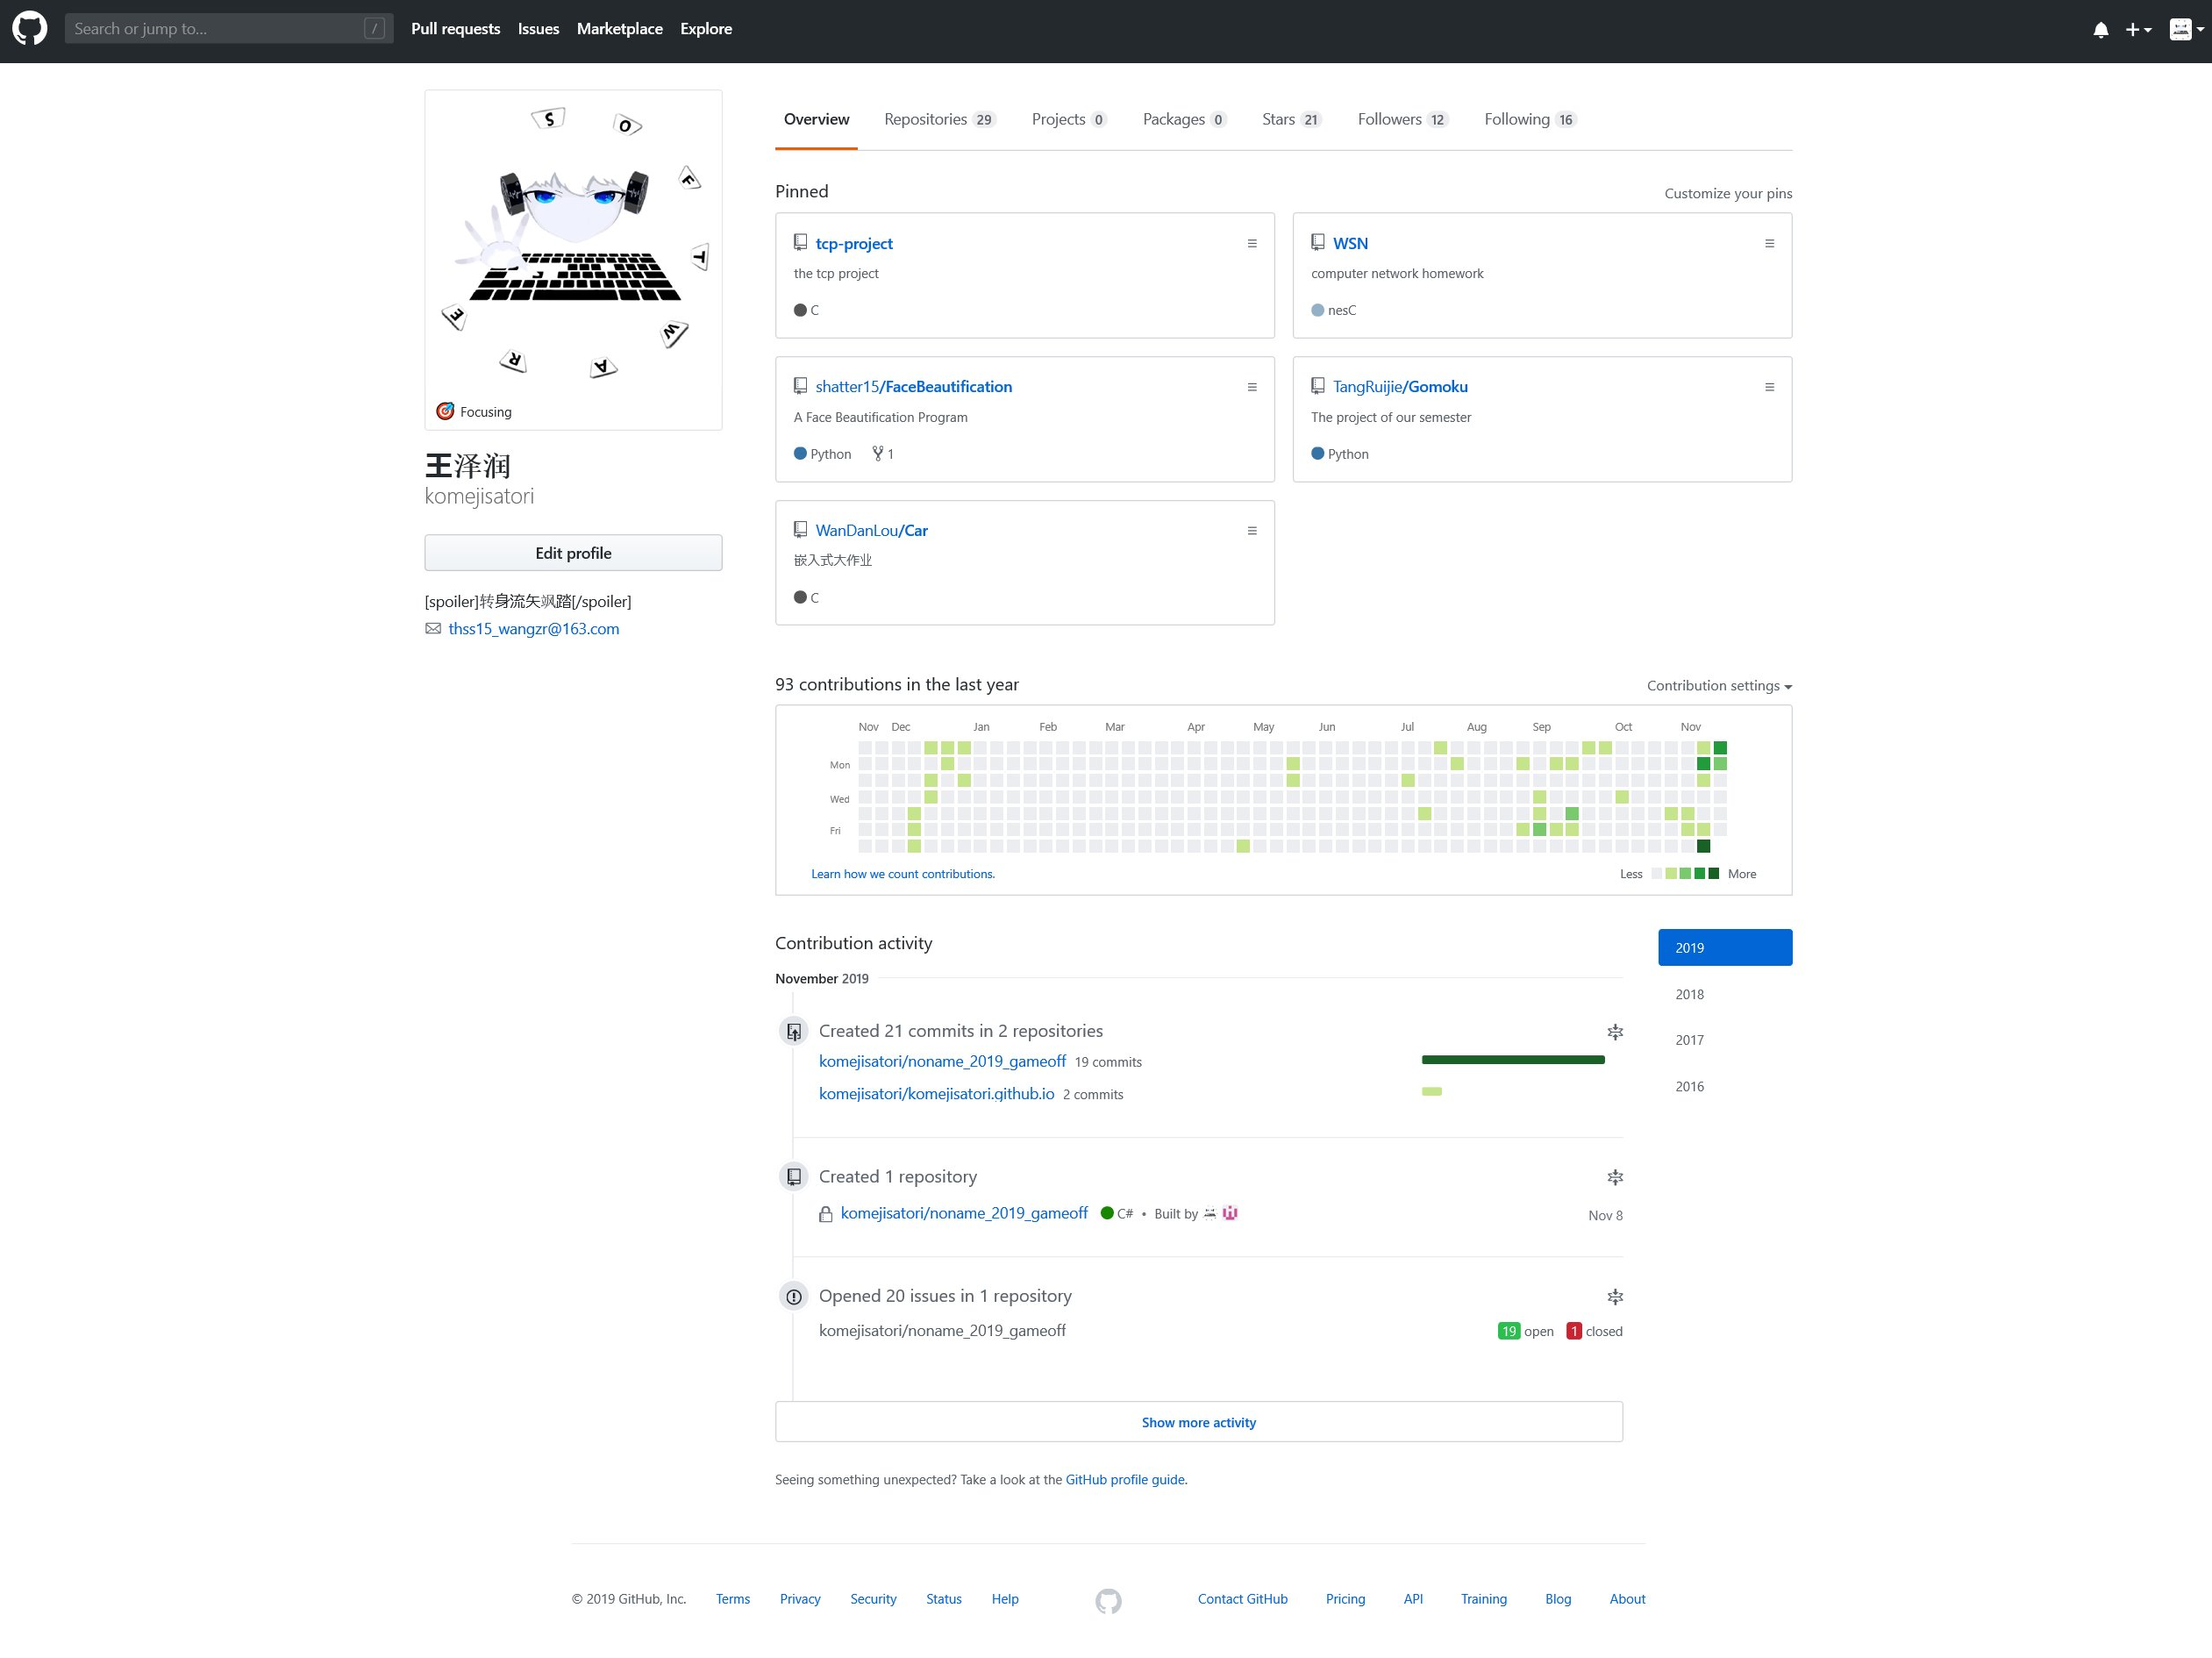 Search or jump to...
/
Pull requests Issues Marketplace Explore
S O F T W A R E
Focusing
王泽润
komejisatori
Edit profile
[spoiler]转身流矢飒踏[/spoiler]
thss15_wangzr@163.com
Overview Repositories 29 Projects 0 Packages 0 Stars 21 Followers 12 Following 16
Pinned
Customize your pins
tcp-project
the tcp project
C
WSN
computer network homework
nesC
shatter15/FaceBeautification
A Face Beautification Program
Python 1
TangRuijie/Gomoku
The project of our semester
Python
WanDanLou/Car
嵌入式大作业
C
93 contributions in the last year
Contribution settings
Nov Dec Jan Feb Mar Apr May Jun Jul Aug Sep Oct Nov
Mon
Wed
Fri
Learn how we count contributions.
Less More
Contribution activity
2019
2018
2017
2016
November 2019
Created 21 commits in 2 repositories
komejisatori/noname_2019_gameoff 19 commits
komejisatori/komejisatori.github.io 2 commits
Created 1 repository
komejisatori/noname_2019_gameoff C# • Built by
Nov 8
Opened 20 issues in 1 repository
komejisatori/noname_2019_gameoff
19 open 1 closed
Show more activity
Seeing something unexpected? Take a look at the GitHub profile guide.
© 2019 GitHub, Inc. Terms Privacy Security Status Help Contact GitHub Pricing API Training Blog About